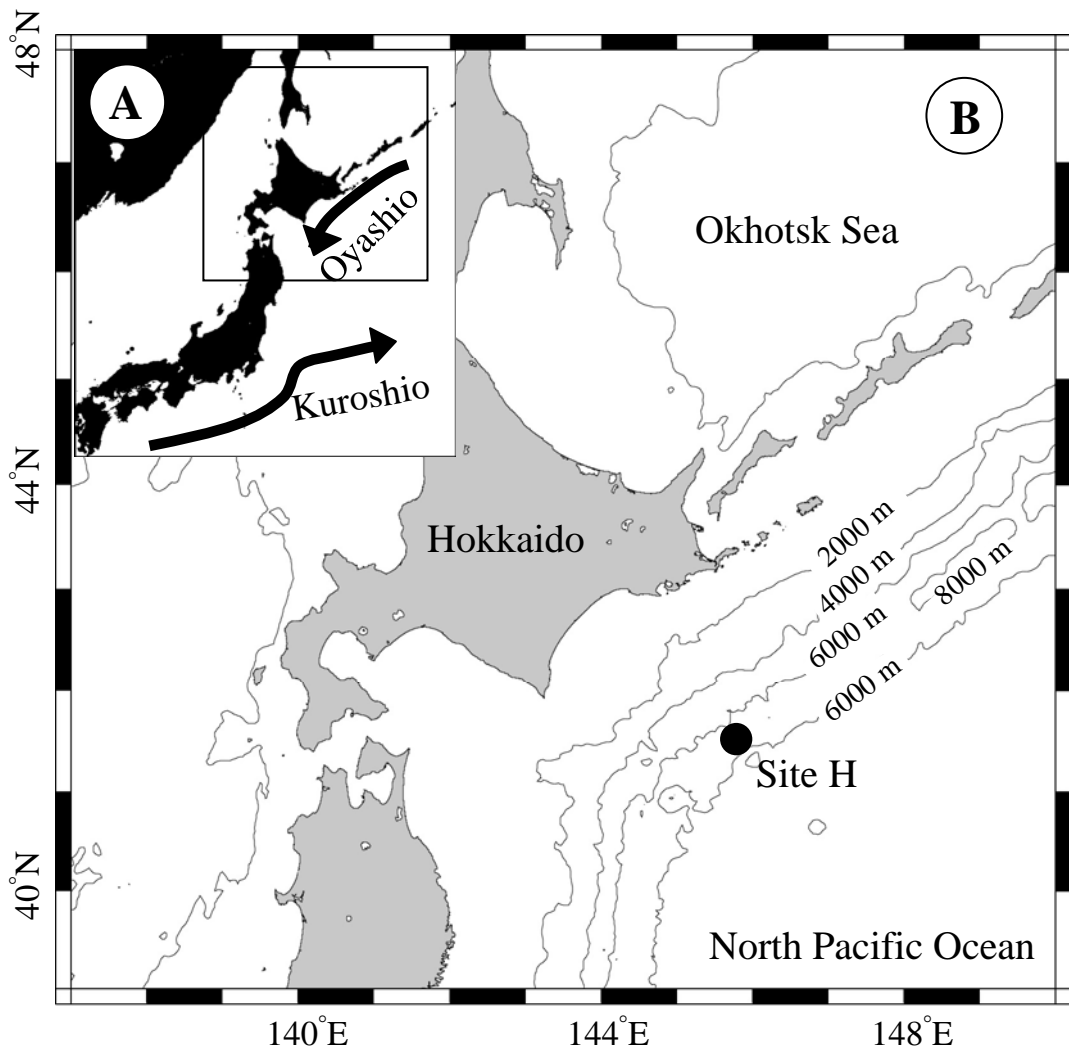 48°N
A
B
Okhotsk Sea
Oyashio
Kuroshio
44°N
Hokkaido
2000 m
4000 m
6000 m
8000 m
6000 m
Site H
40°N
North Pacific Ocean
140°E
144°E
148°E